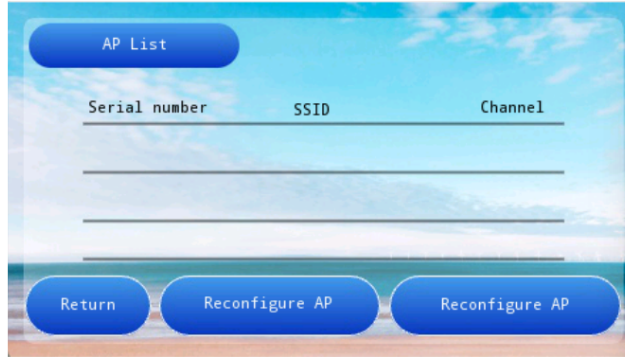 AP List
Serial number SSID Channel
Return Reconfigure AP Reconfigure AP